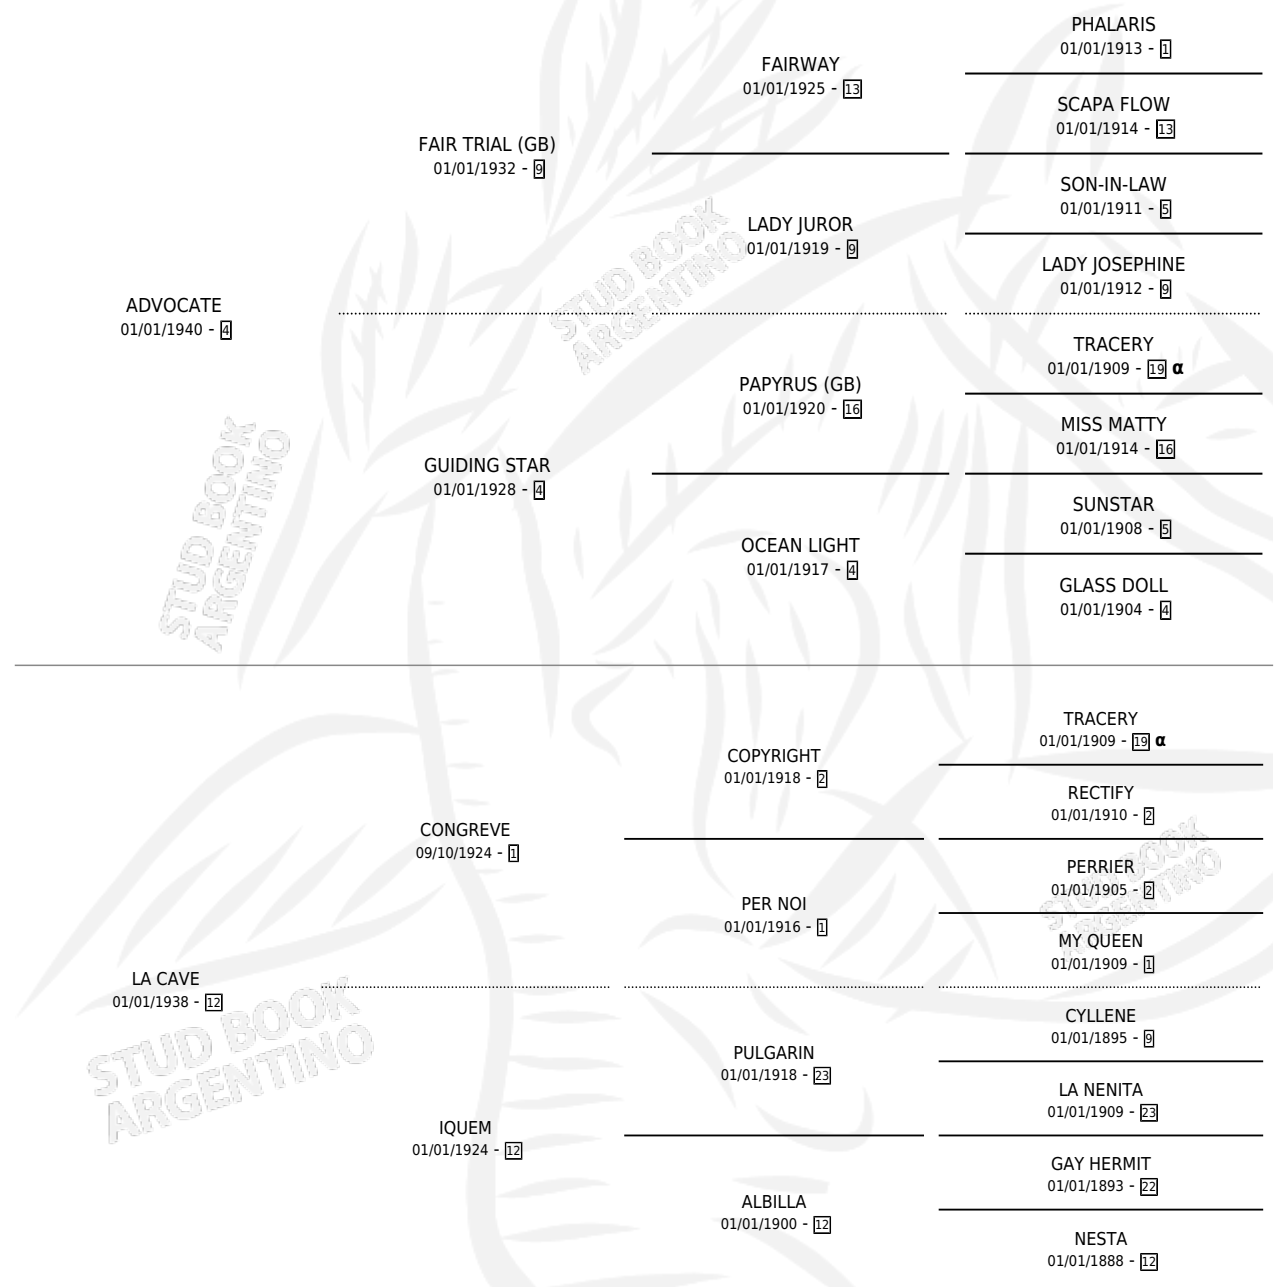 PHALARIS
01/01/1913 - 1
FAIRWAY
01/01/1925 - 13
SCAPA FLOW
01/01/1914 - 13
FAIR TRIAL (GB)
01/01/1932 - 9
SON-IN-LAW
01/01/1911 - 5
LADY JUROR
01/01/1919 - 9
LADY JOSEPHINE
01/01/1912 - 9
STUD BOOK
ARGENTINO
ADVOCATE
01/01/1940 - 4
TRACERY
01/01/1909 - 19 α
PAPYRUS (GB)
01/01/1920 - 16
MISS MATTY
01/01/1914 - 16
GUIDING STAR
01/01/1928 - 4
SUNSTAR
01/01/1908 - 5
OCEAN LIGHT
01/01/1917 - 4
GLASS DOLL
01/01/1904 - 4
STUD BOOK
ARGENTINO
TRACERY
01/01/1909 - 19 α
COPYRIGHT
01/01/1918 - 2
RECTIFY
01/01/1910 - 2
CONGREVE
09/10/1924 - 1
PERRIER
01/01/1905 - 2
PER NOI
01/01/1916 - 1
MY QUEEN
01/01/1909 - 1
STUD BOOK
ARGENTINO
LA CAVE
01/01/1938 - 12
CYLLENE
01/01/1895 - 9
PULGARIN
01/01/1918 - 23
LA NENITA
01/01/1909 - 23
IQUEM
01/01/1924 - 12
GAY HERMIT
01/01/1893 - 22
ALBILLA
01/01/1900 - 12
NESTA
01/01/1888 - 12
STUD BOOK
ARGENTINO